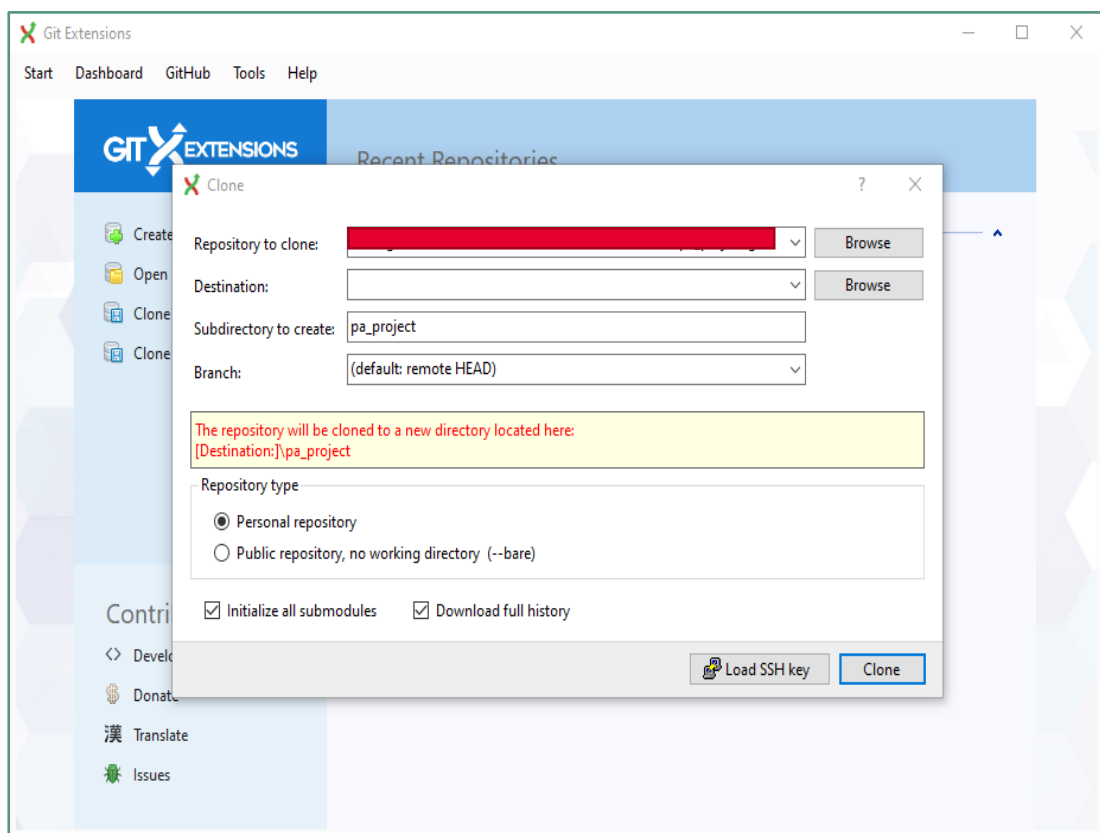 Git Extensions
Start Dashboard GitHub Tools Help
GIT EXTENSIONS
Recent Repositories
Clone
?
Create
Repository to clone:
Browse
Open
Destination:
Browse
Clone
Subdirectory to create: pa_project
Clone
Branch: (default: remote HEAD)
The repository will be cloned to a new directory located here:
[Destination:]\pa_project
Repository type
Personal repository
Public repository, no working directory (--bare)
Initialize all submodules Download full history
Contri
Load SSH key Clone
Develo
Donate
漢 Translate
Issues